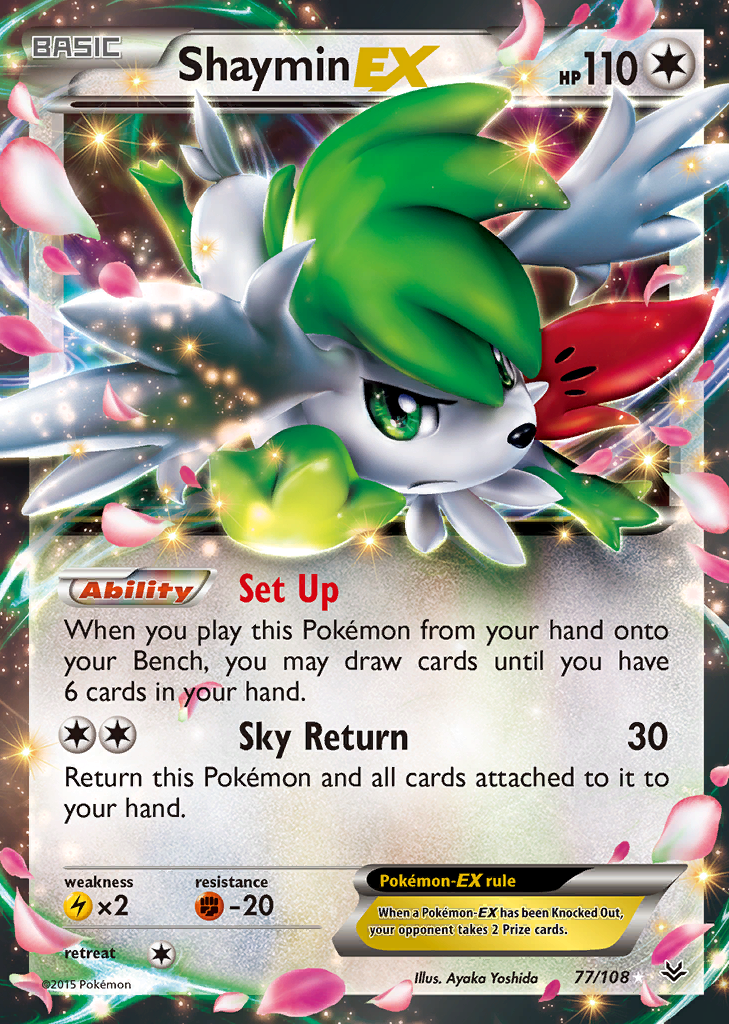 BASIC
Shaymin EX HP 110
Ability Set Up
When you play this Pokémon from your hand onto
your Bench, you may draw cards until you have
6 cards in your hand.
Sky Return 30
Return this Pokémon and all cards attached to it to
your hand.
weakness resistance
×2 -20
retreat
Pokémon-EX rule
When a Pokémon-EX has been Knocked Out,
your opponent takes 2 Prize cards.
©2015 Pokémon
Illus. Ayaka Yoshida 77/108